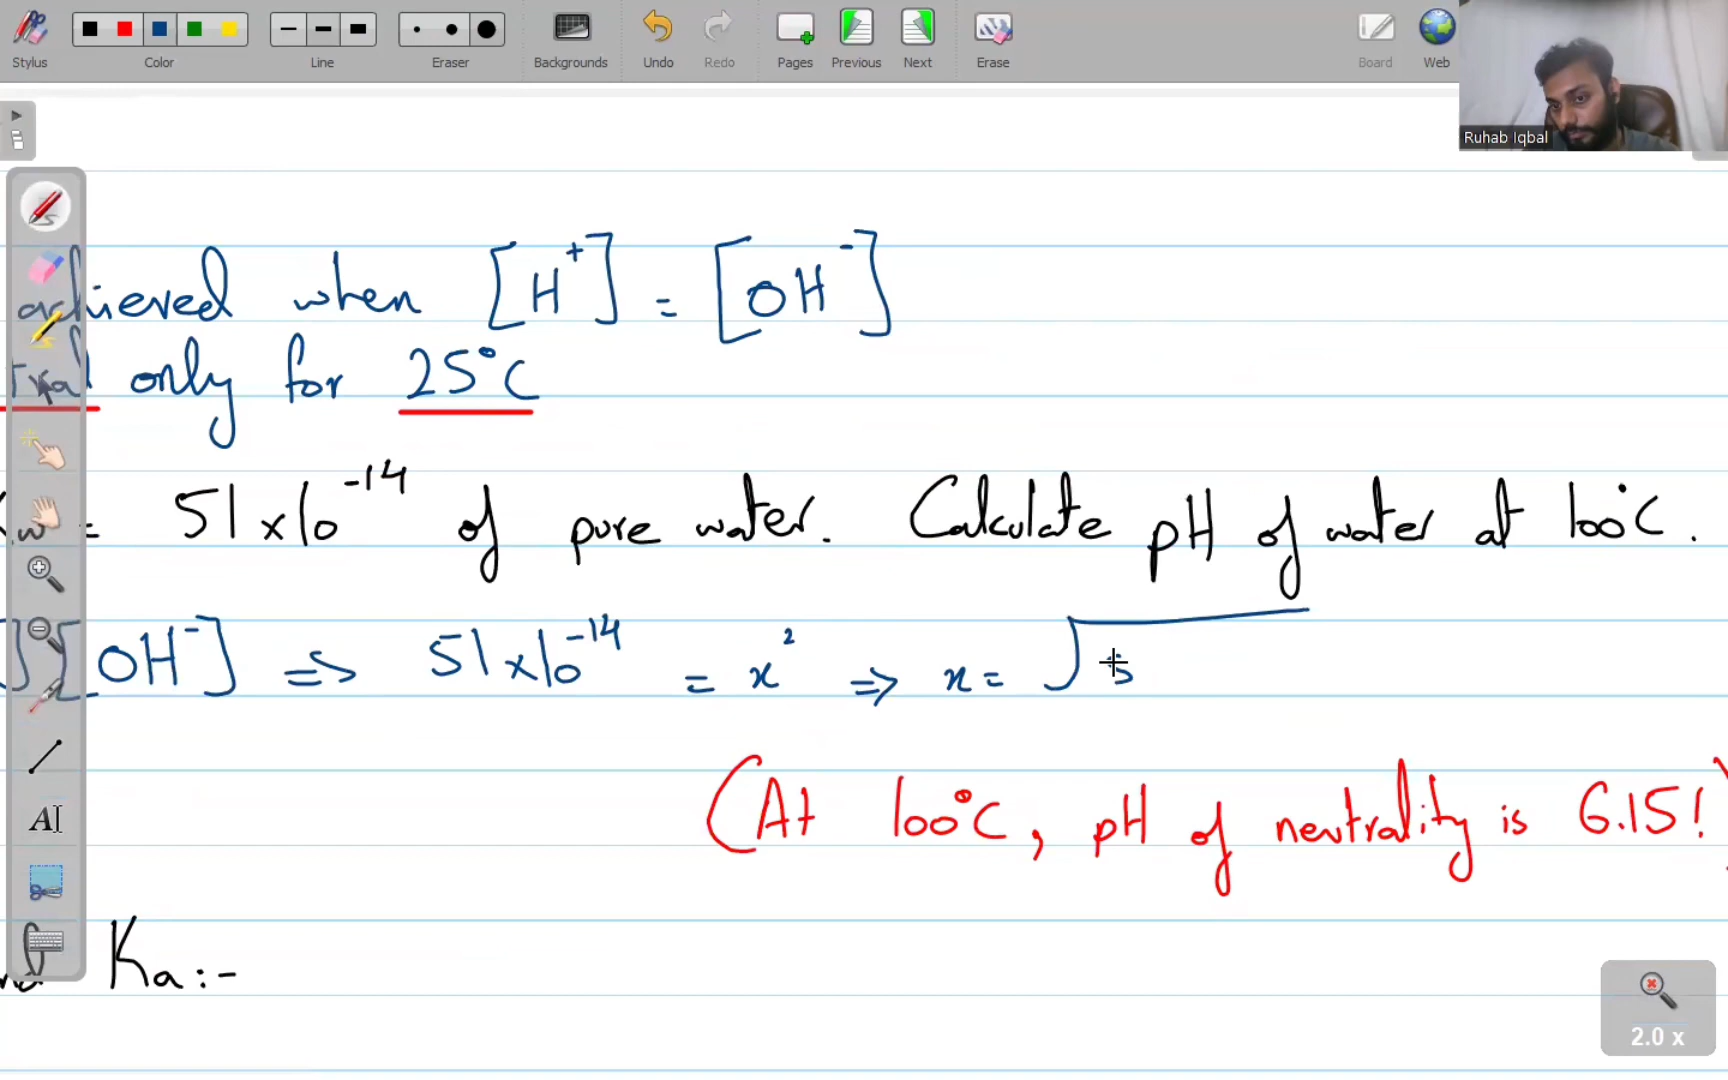 Stylus Color Line Eraser Backgrounds Undo Redo Pages Previous Next Erase Board Web
Ruhab Iqbal
achieved when [H⁺] = [OH⁻]
only for 25°C
= 51 x 10⁻¹⁴ of pure water. Calculate pH of water at 100°C.
] [OH⁻] => 51 x 10⁻¹⁴ = x² => x = √5
(At 100°C, pH of neutrality is 6.15!)
Ka :-
2.0 x